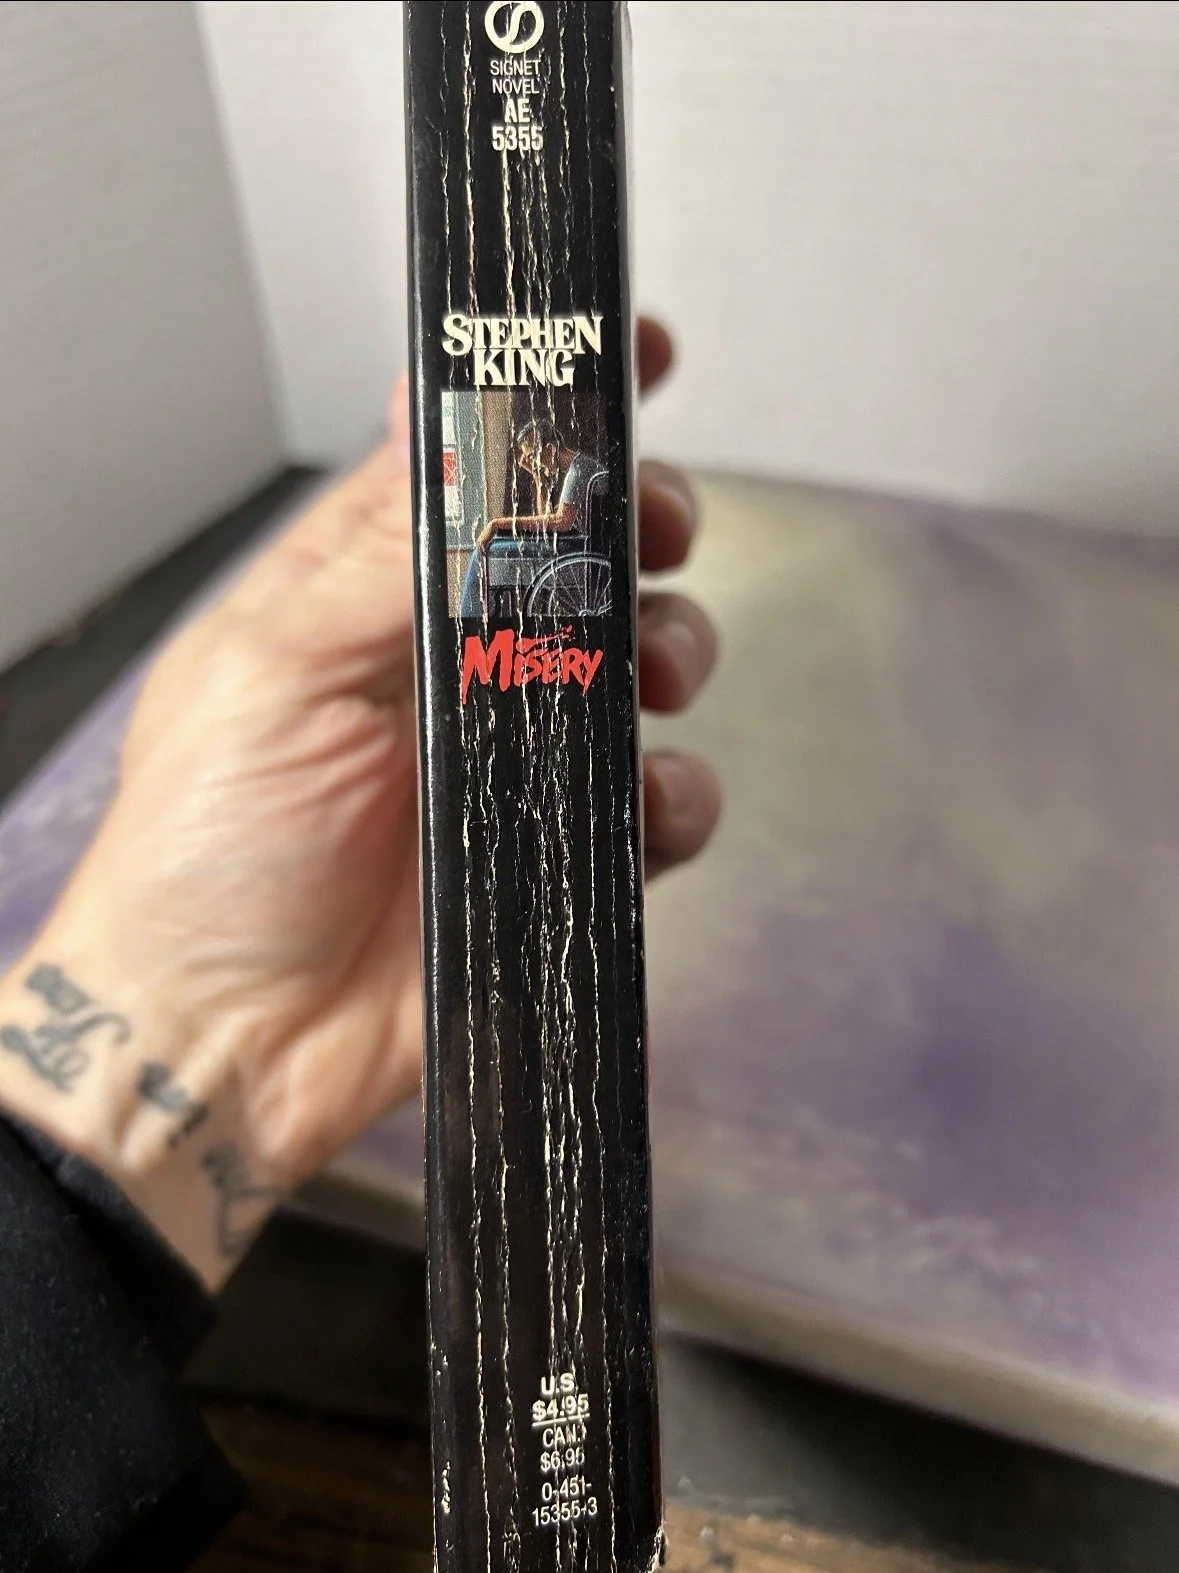 SIGNET
NOVEL
AE
5355
STEPHEN
KING
MISERY
U.S.
$4.95
CAN.
$6.95
0-451-
15355-3